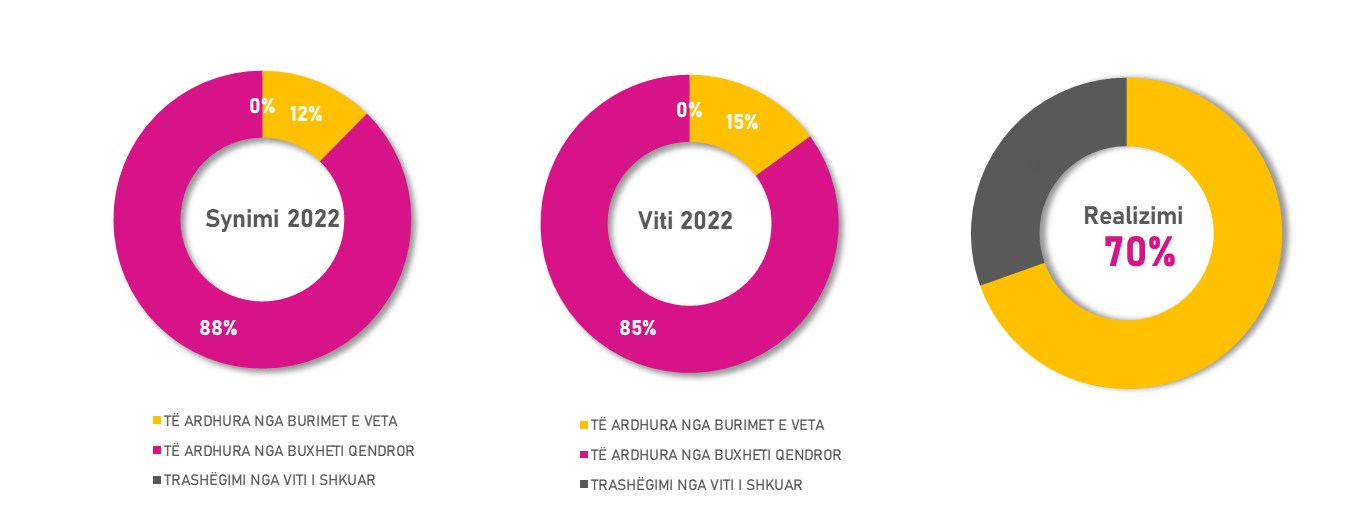 0%
12%
Synimi 2022
88%
TË ARDHURA NGA BURIMET E VETA
TË ARDHURA NGA BUXHETI QENDROR
TRASHËGIMI NGA VITI I SHKUAR
0%
15%
Viti 2022
85%
TË ARDHURA NGA BURIMET E VETA
TË ARDHURA NGA BUXHETI QENDROR
TRASHËGIMI NGA VITI I SHKUAR
Realizimi
70%